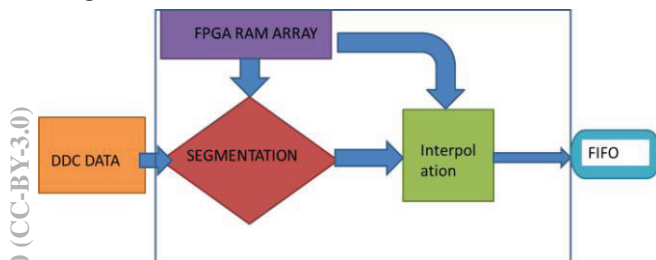 FPGA RAM ARRAY
DDC DATA
SEGMENTATION
Interpol
ation
FIFO
(CC-BY-3.0)